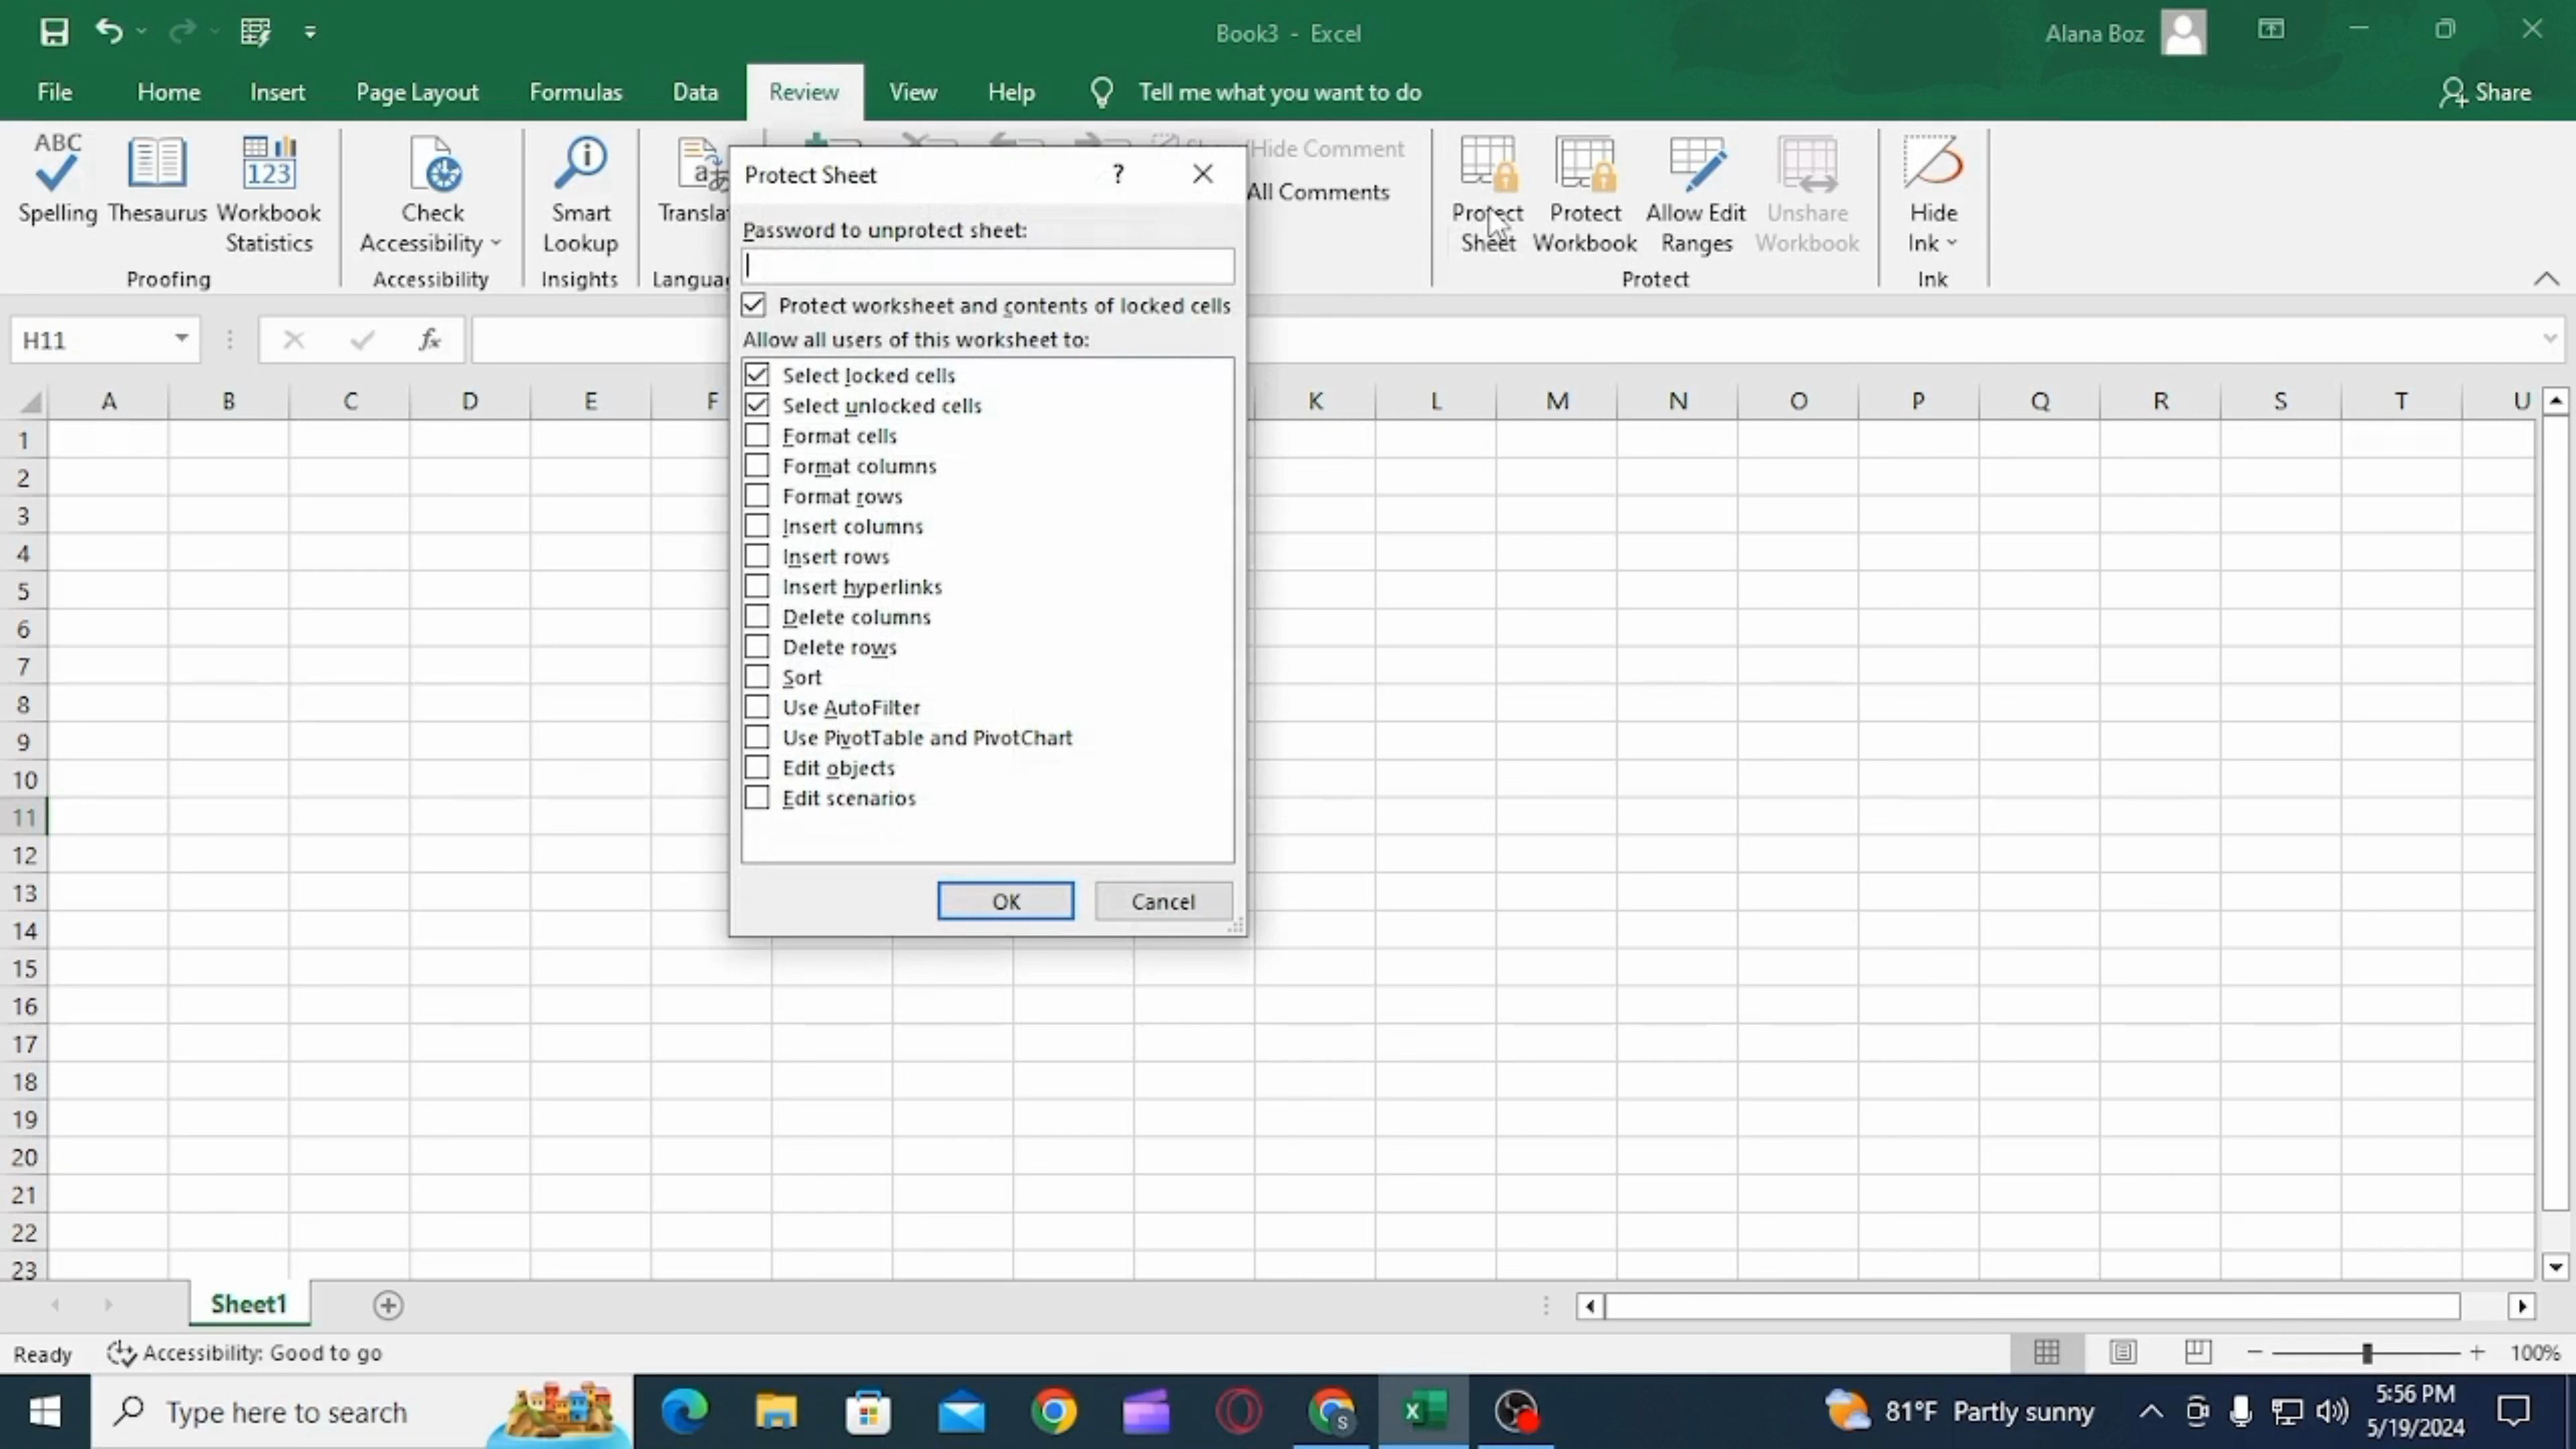 Book3 - Excel
Alana Boz
File Home Insert Page Layout Formulas Data Review View Help Tell me what you want to do Share
ABC
123
Spelling Thesaurus Workbook Statistics
Check Accessibility
Smart Lookup
Hide Comment
All Comments
Protect Sheet
Protect Workbook
Allow Edit Ranges
Unshare Workbook
Hide Ink
Proofing Accessibility Insights Protect Ink
Protect Sheet ?
Password to unprotect sheet:
Protect worksheet and contents of locked cells
Allow all users of this worksheet to:
Select locked cells
Select unlocked cells
Format cells
Format columns
Format rows
Insert columns
Insert rows
Insert hyperlinks
Delete columns
Delete rows
Sort
Use AutoFilter
Use PivotTable and PivotChart
Edit objects
Edit scenarios
OK Cancel
H11 fx
A B C D E F K L M N O P Q R S T U
1
2
3
4
5
6
7
8
9
10
11
12
13
14
15
16
17
18
19
20
21
22
23
Sheet1
Ready Accessibility: Good to go 100%
Type here to search
81°F Partly sunny
5:56 PM
5/19/2024